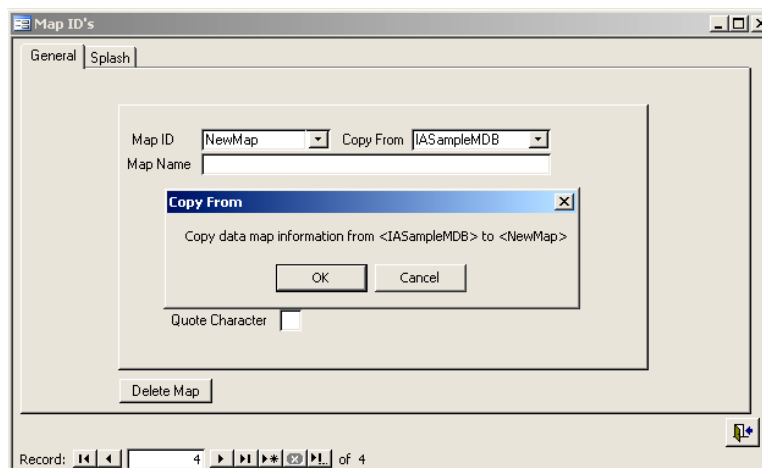 Map ID's
General Splash
Map ID NewMap Copy From IASampleMDB
Map Name
Copy From
Copy data map information from <IASampleMDB> to <NewMap>
OK Cancel
Quote Character
Delete Map
Record: 4 of 4